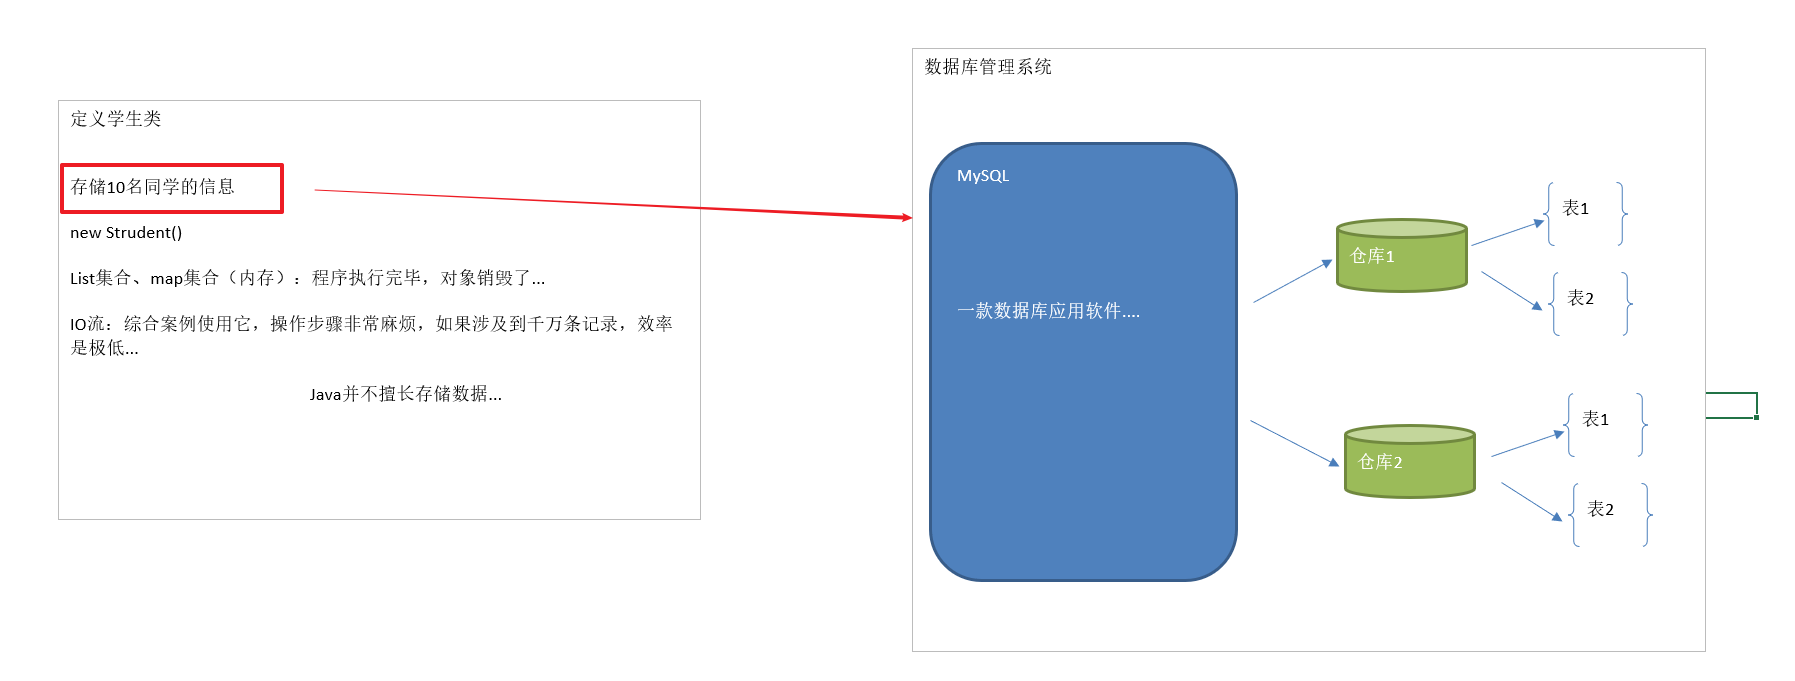 定义学生类
存储10名同学的信息
new Strudent()
List集合、map集合（内存）：程序执行完毕，对象销毁了...
IO流：综合案例使用它，操作步骤非常麻烦，如果涉及到千万条记录，效率
是极低...
Java并不擅长存储数据...
数据库管理系统
MySQL
一款数据库应用软件....
仓库1
表1
表2
仓库2
表1
表2